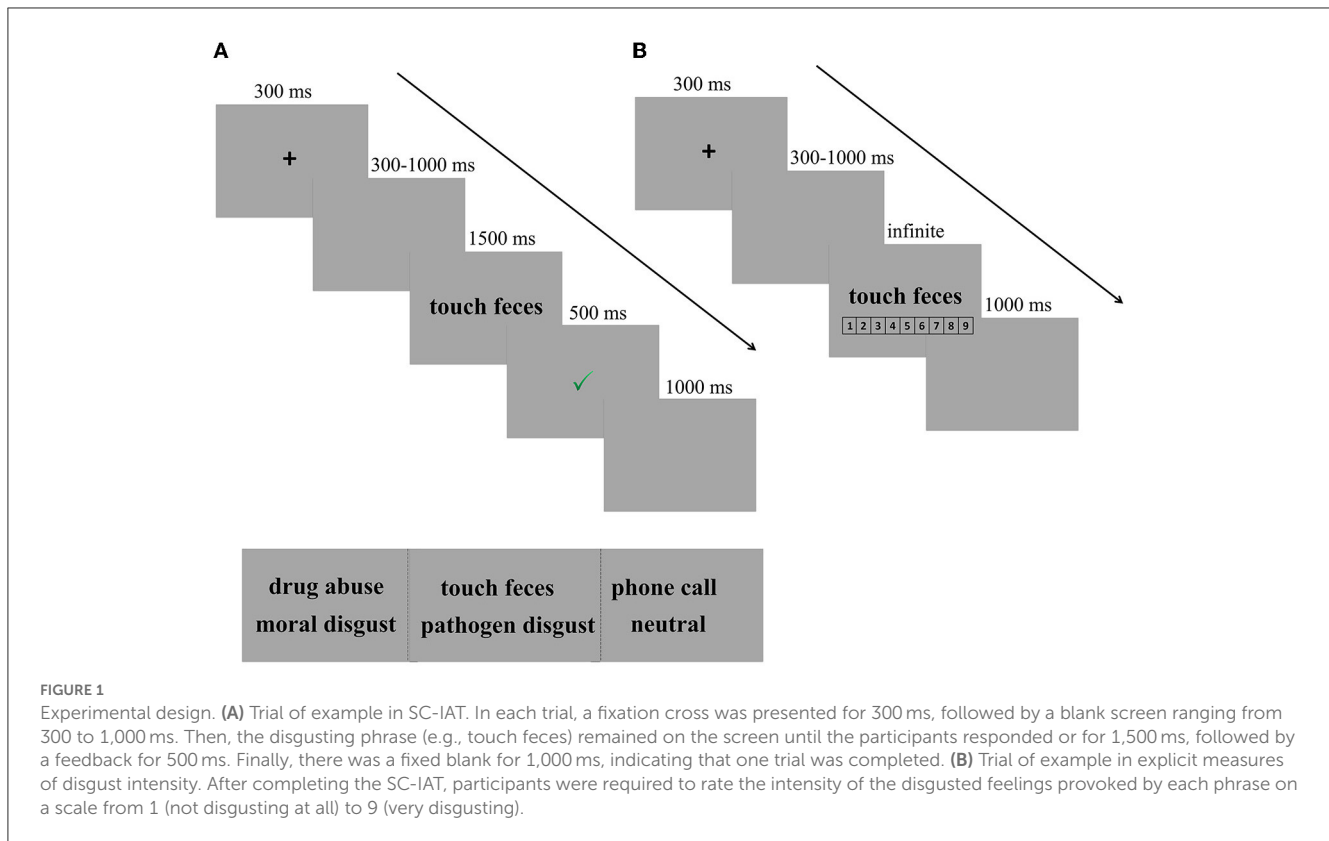 A
300 ms
+
300-1000 ms
1500 ms
touch feces
500 ms
✓
1000 ms
B
300 ms
+
300-1000 ms
infinite
touch feces
1 2 3 4 5 6 7 8 9
1000 ms
drug abuse
moral disgust
touch feces
pathogen disgust
phone call
neutral
FIGURE 1
Experimental design. (A) Trial of example in SC-IAT. In each trial, a fixation cross was presented for 300 ms, followed by a blank screen ranging from
300 to 1,000 ms. Then, the disgusting phrase (e.g., touch feces) remained on the screen until the participants responded or for 1,500 ms, followed by
a feedback for 500 ms. Finally, there was a fixed blank for 1,000 ms, indicating that one trial was completed. (B) Trial of example in explicit measures
of disgust intensity. After completing the SC-IAT, participants were required to rate the intensity of the disgusted feelings provoked by each phrase on
a scale from 1 (not disgusting at all) to 9 (very disgusting).